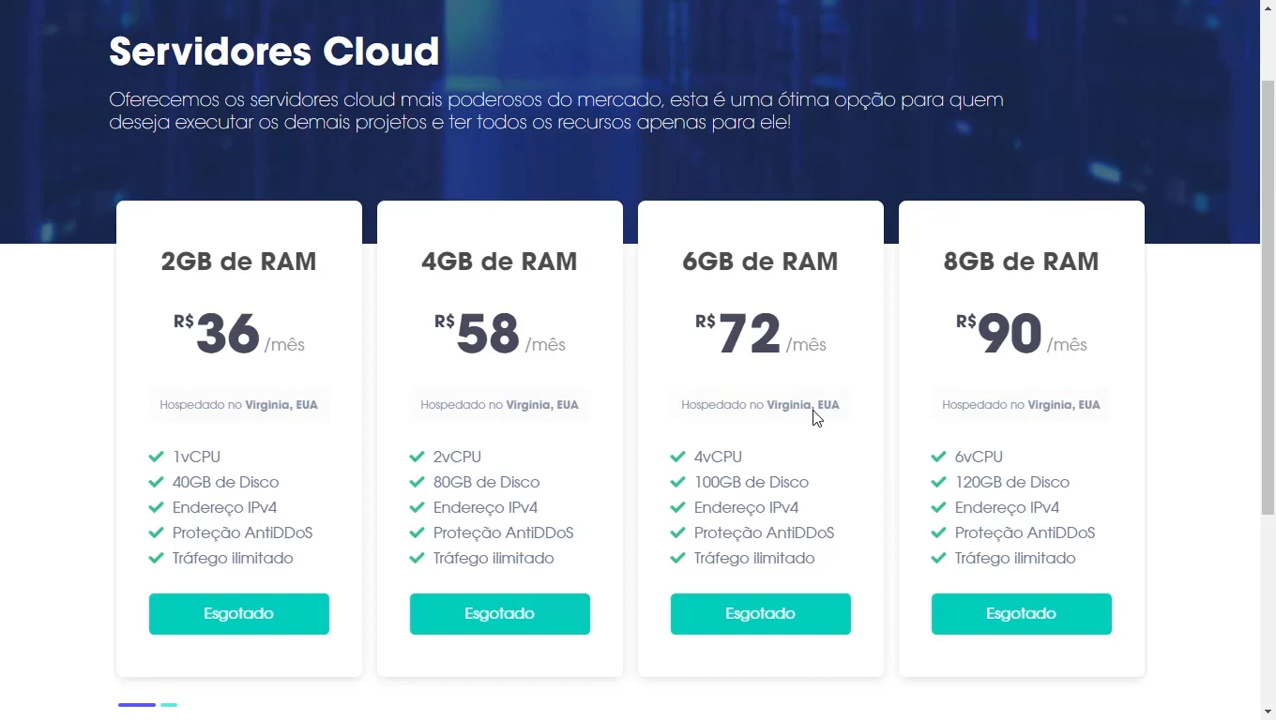 Servidores Cloud
Oferecemos os servidores cloud mais poderosos do mercado, esta é uma ótima opção para quem
deseja executar os demais projetos e ter todos os recursos apenas para ele!
2GB de RAM
R$36 /mês
Hospedado no Virginia, EUA
1vCPU
40GB de Disco
Endereço IPv4
Proteção AntiDDoS
Tráfego ilimitado
Esgotado
4GB de RAM
R$58 /mês
Hospedado no Virginia, EUA
2vCPU
80GB de Disco
Endereço IPv4
Proteção AntiDDoS
Tráfego ilimitado
Esgotado
6GB de RAM
R$72 /mês
Hospedado no Virginia, EUA
4vCPU
100GB de Disco
Endereço IPv4
Proteção AntiDDoS
Tráfego ilimitado
Esgotado
8GB de RAM
R$90 /mês
Hospedado no Virginia, EUA
6vCPU
120GB de Disco
Endereço IPv4
Proteção AntiDDoS
Tráfego ilimitado
Esgotado